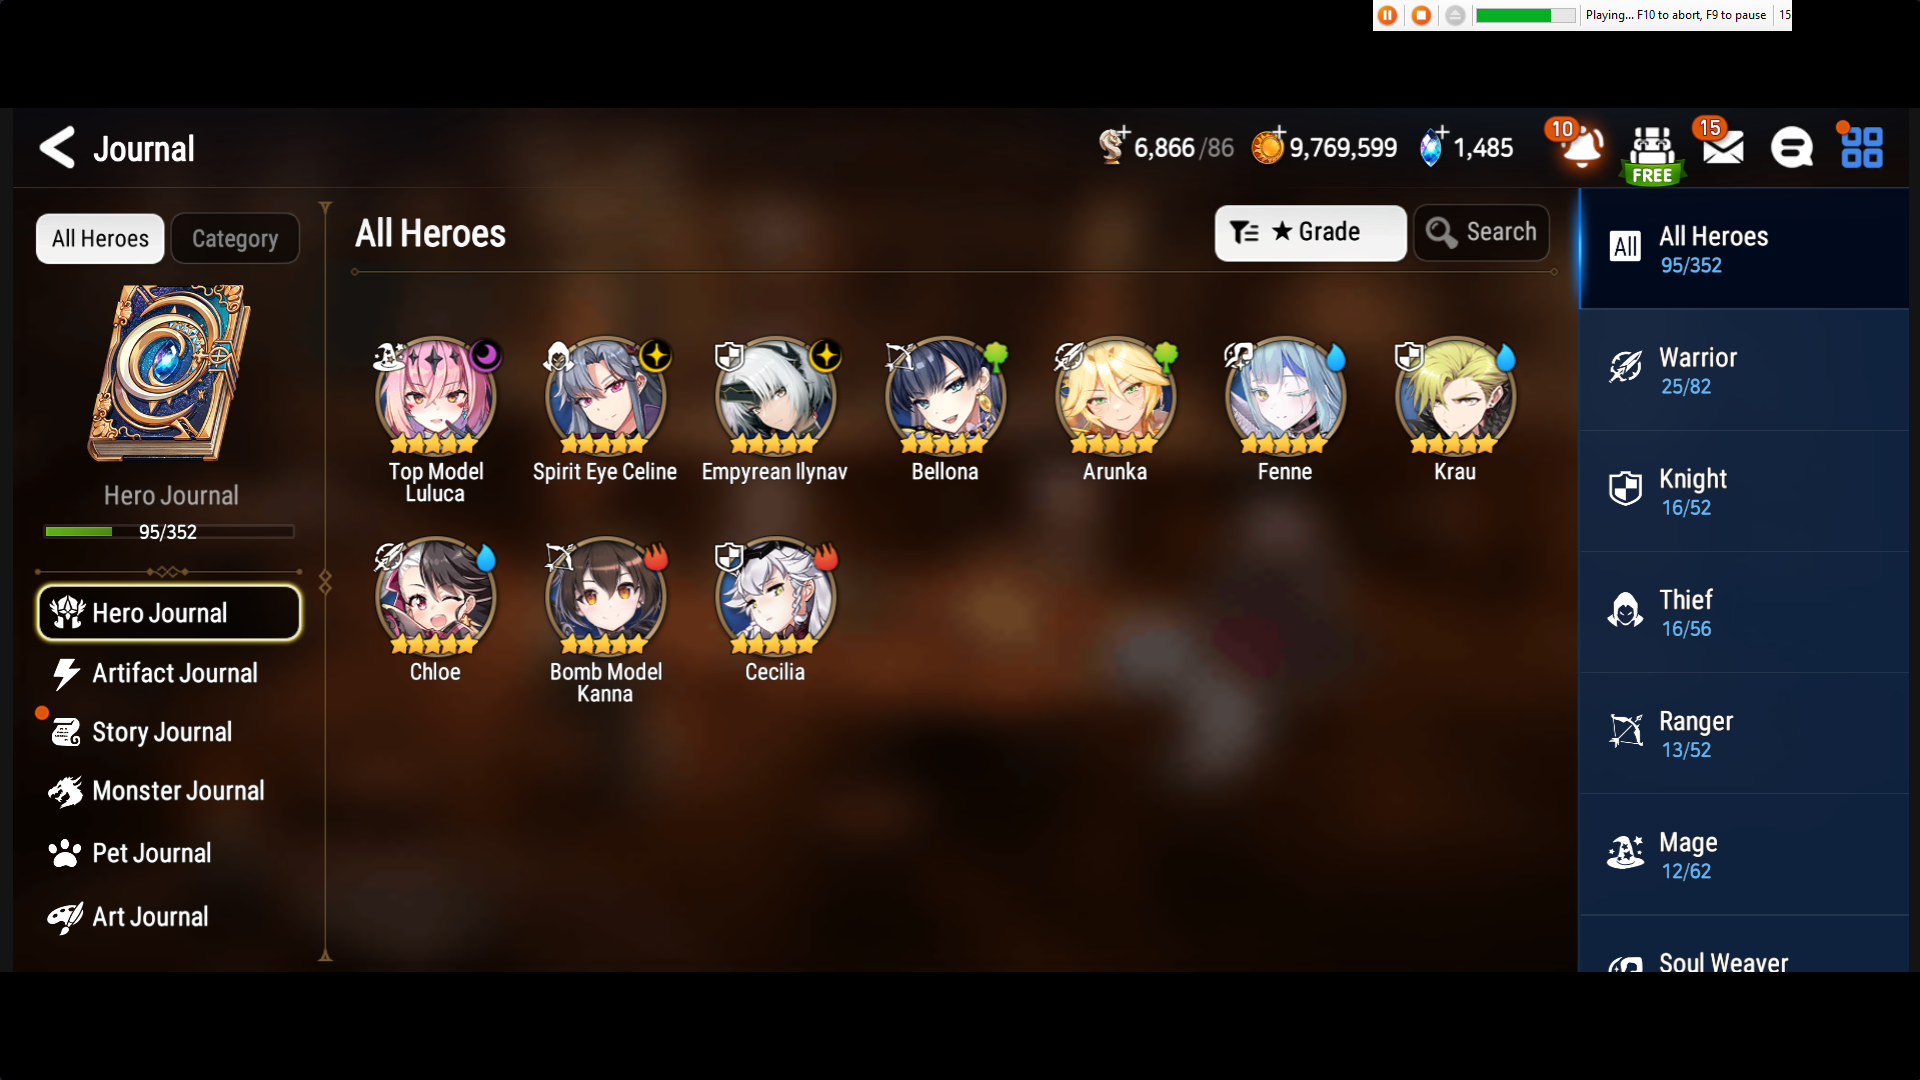 Playing... F10 to abort, F9 to pause
15
Journal
6,866/86
9,769,599
1,485
10
FREE
15
All Heroes
Category
Hero Journal
95/352
Hero Journal
Artifact Journal
Story Journal
Monster Journal
Pet Journal
Art Journal
All Heroes
Grade
Search
Top Model
Luluca
Spirit Eye Celine
Empyrean Ilynav
Bellona
Arunka
Fenne
Krau
Chloe
Bomb Model
Kanna
Cecilia
All
All Heroes
95/352
Warrior
25/82
Knight
16/52
Thief
16/56
Ranger
13/52
Mage
12/62
Soul Weaver